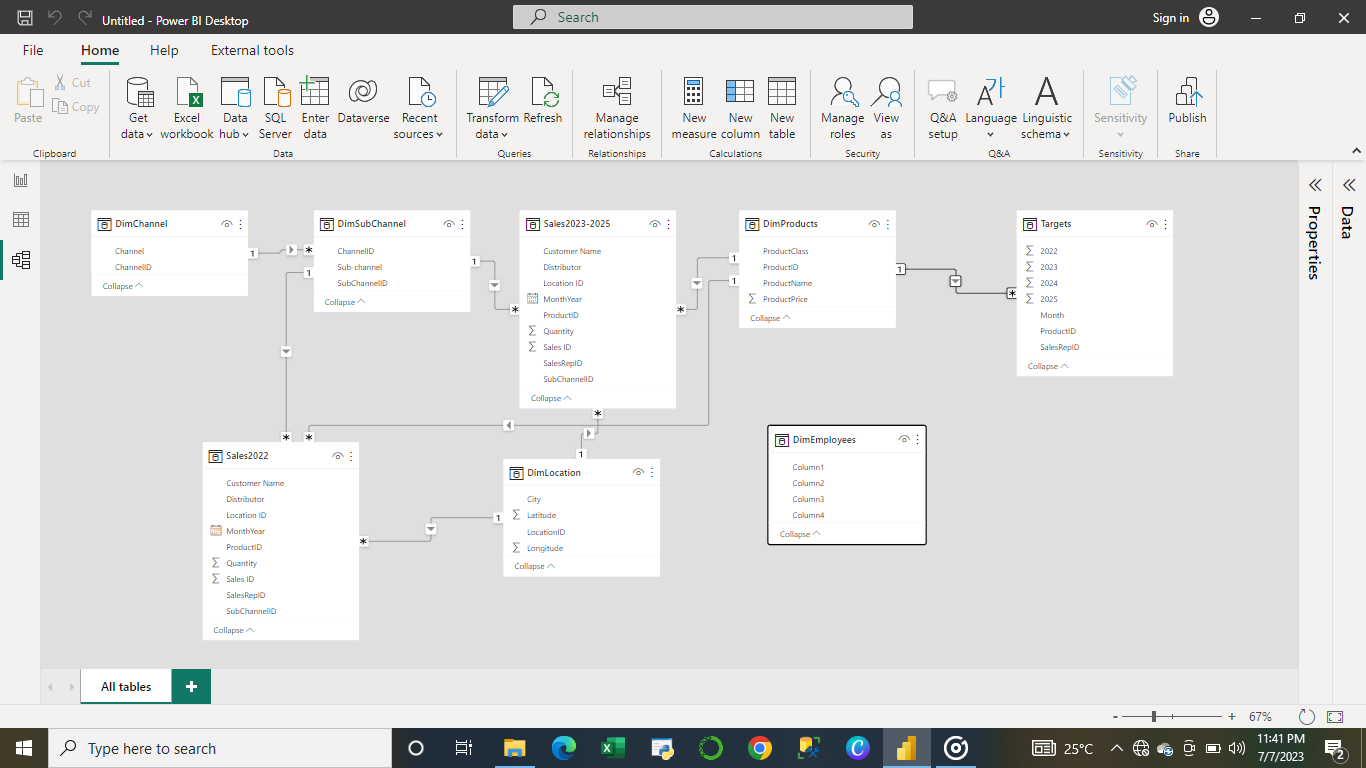 Untitled - Power BI Desktop
Search
Sign in
File
Home
Help
External tools
Paste
Cut
Copy
Get data
Excel workbook
Data hub
SQL Server
Enter data
Dataverse
Recent sources
Transform data
Refresh
Manage relationships
New measure
New column
New table
Manage roles
View as
Q&A setup
Language
Linguistic schema
Sensitivity
Publish
Clipboard
Data
Queries
Relationships
Calculations
Security
Q&A
Sensitivity
Share
DimChannel
Channel
ChannelID
Collapse
1
*
DimSubChannel
ChannelID
Sub-channel
SubChannelID
Collapse
1
1
*
Sales2023-2025
Customer Name
Distributor
Location ID
MonthYear
ProductID
Σ Quantity
Σ Sales ID
SalesRepID
SubChannelID
Collapse
*
*
1
1
DimProducts
ProductClass
ProductID
ProductName
Σ ProductPrice
Collapse
1
*
Targets
Σ 2022
Σ 2023
Σ 2024
Σ 2025
Month
ProductID
SalesRepID
Collapse
Properties
Data
* *
Sales2022
Customer Name
Distributor
Location ID
MonthYear
ProductID
Σ Quantity
Σ Sales ID
SalesRepID
SubChannelID
Collapse
*
1
1
DimLocation
City
Σ Latitude
LocationID
Σ Longitude
Collapse
DimEmployees
Column1
Column2
Column3
Column4
Collapse
All tables
+
- + 67%
Type here to search
25°C
11:41 PM
7/7/2023
2